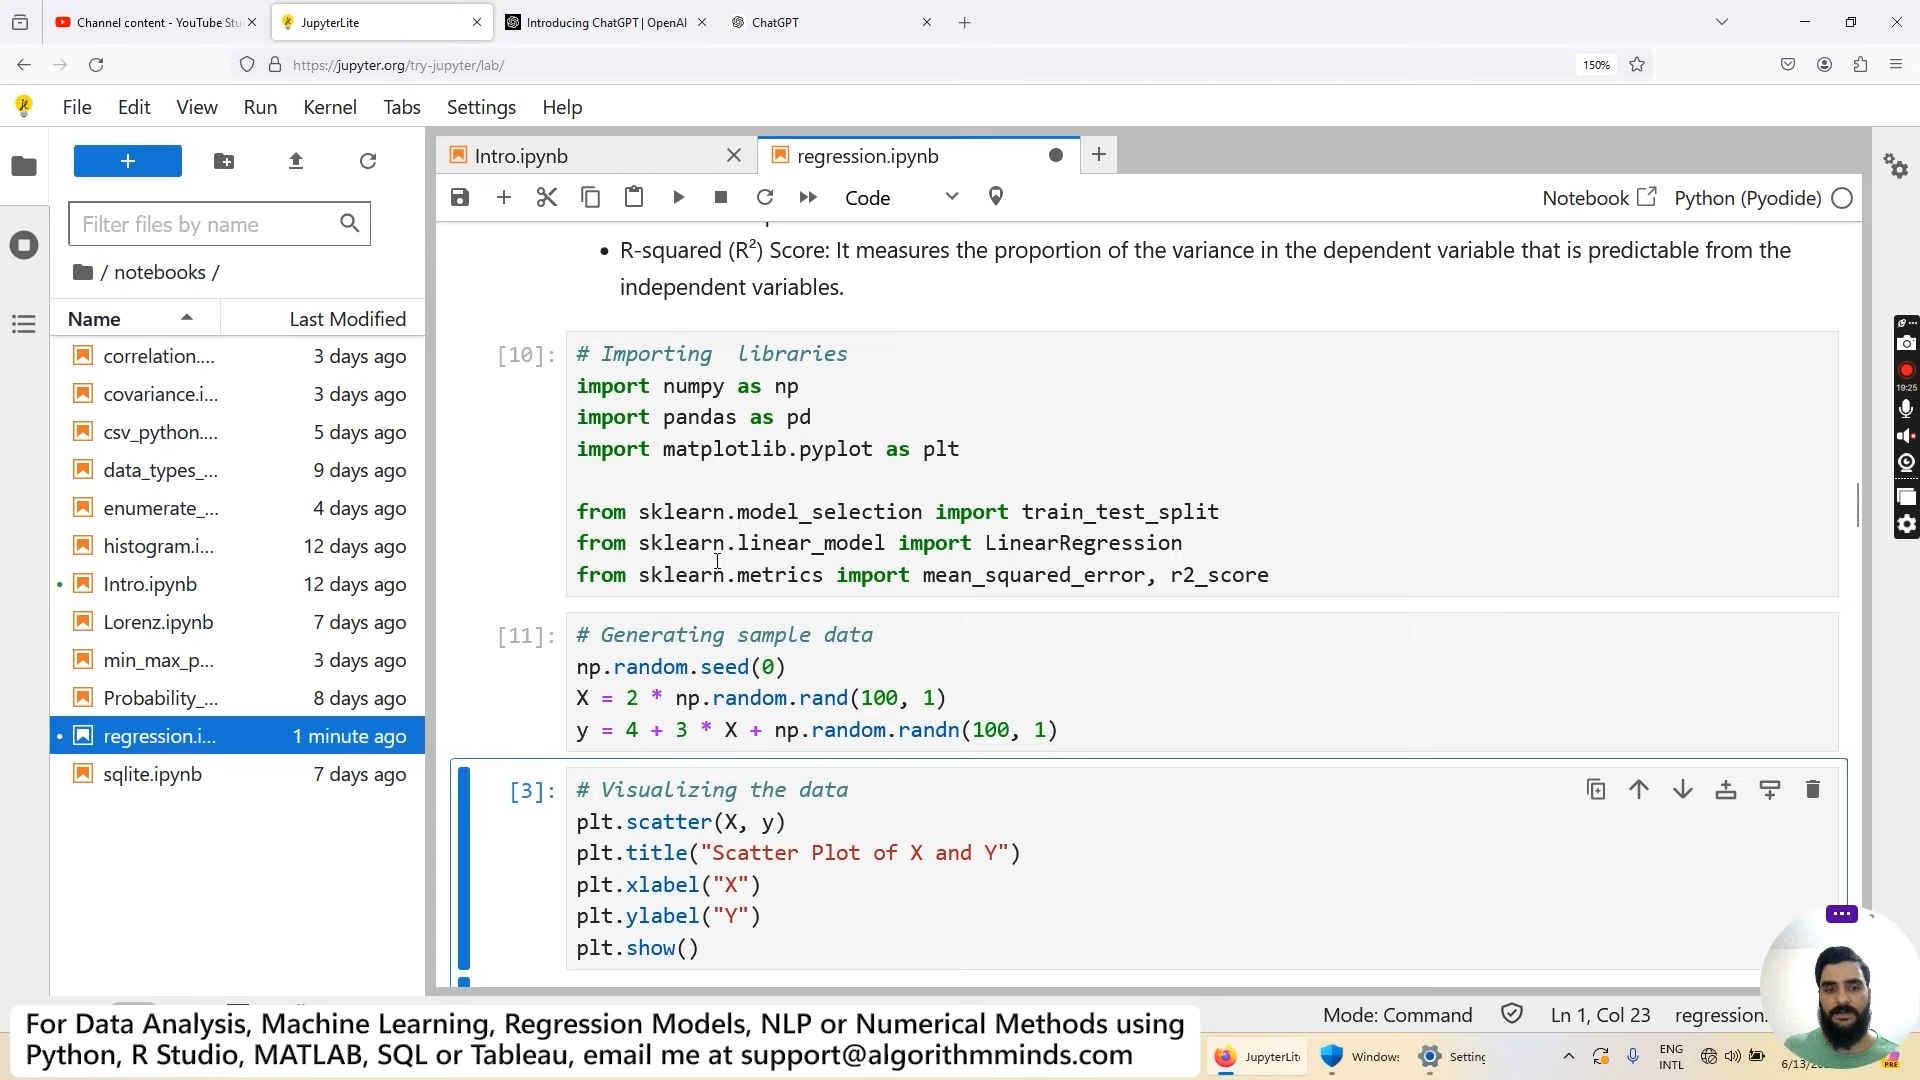 Channel content - YouTube Stu
JupyterLite
Introducing ChatGPT | OpenAI
ChatGPT
https://jupyter.org/try-jupyter/lab/
150%
File Edit View Run Kernel Tabs Settings Help
Intro.ipynb
regression.ipynb
Code
Notebook
Python (Pyodide)
Filter files by name
/ notebooks /
Name Last Modified
correlation.... 3 days ago
covariance.i... 3 days ago
csv_python.... 5 days ago
data_types_... 9 days ago
enumerate_... 4 days ago
histogram.i... 12 days ago
Intro.ipynb 12 days ago
Lorenz.ipynb 7 days ago
min_max_p... 3 days ago
Probability_... 8 days ago
regression.i... 1 minute ago
sqlite.ipynb 7 days ago
• R-squared (R²) Score: It measures the proportion of the variance in the dependent variable that is predictable from the
independent variables.
[10]: # Importing  libraries
import numpy as np
import pandas as pd
import matplotlib.pyplot as plt
from sklearn.model_selection import train_test_split
from sklearn.linear_model import LinearRegression
from sklearn.metrics import mean_squared_error, r2_score
[11]: # Generating sample data
np.random.seed(0)
X = 2 * np.random.rand(100, 1)
y = 4 + 3 * X + np.random.randn(100, 1)
[3]: # Visualizing the data
plt.scatter(X, y)
plt.title("Scatter Plot of X and Y")
plt.xlabel("X")
plt.ylabel("Y")
plt.show()
19:25
Mode: Command
Ln 1, Col 23
regression.
For Data Analysis, Machine Learning, Regression Models, NLP or Numerical Methods using
Python, R Studio, MATLAB, SQL or Tableau, email me at support@algorithmminds.com
JupyterLit
Windows
Setting
ENG
INTL
6/13/
PRE